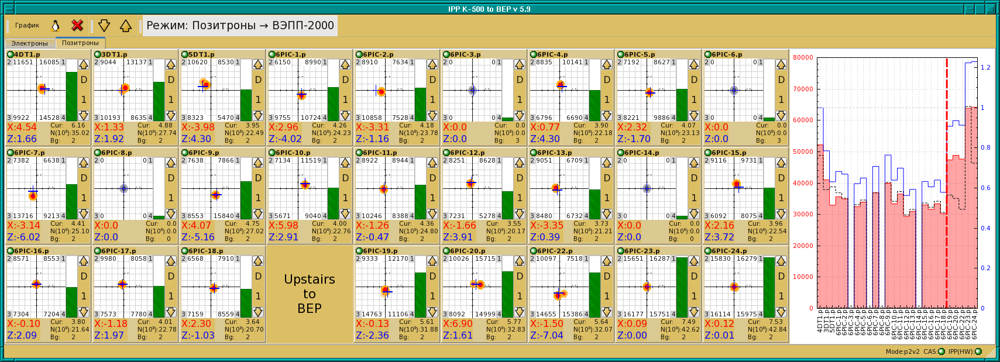 IPP K-500 to BEP v 5.9
График
Режим: Позитроны → ВЭПП-2000
Электроны Позитроны
4DT1.p 3DT1.p 5DT1.p 6PIC-1.p 6PIC-2.p 6PIC-3.p 6PIC-4.p 6PIC-5.p 6PIC-6.p
2 11651 16085 1 2 9044 13137 1 2 10620 8530 1 2 6150 8990 1 2 8910 7634 1 2 0 0 1 2 8835 10141 1 2 7192 8627 1 2 0 0 1
D D D D D D D D D
1 1 1 1 1 1 1 1 1
3 9922 14528 4 3 10193 8635 4 3 8323 5470 4 3 9755 10724 4 3 10858 7528 4 3 0 0 4 3 6796 6690 4 3 8221 9886 4 3 0 0 4
X:4.54 Cur: 6.16 X:1.33 Cur: 4.88 X:-3.98 Cur: 3.95 X:2.96 Cur: 4.26 X:-3.31 Cur: 4.18 X:0.0 Cur: 0.0 X:0.77 Cur: 3.90 X:2.32 Cur: 4.07 X:0.0 Cur: 0.0
N(10⁸):35.02 N(10⁸):27.74 N(10⁸):22.49 N(10⁸):24.23 N(10⁸):23.78 N(10⁸):0.0 N(10⁸):22.18 N(10⁸):23.13 N(10⁸):0.0
Z:1.66 Bg: 2 Z:1.92 Bg: 2 Z:4.30 Bg: 2 Z:-4.02 Bg: 2 Z:-1.16 Bg: 2 Z:0.0 Bg: 3 Z:4.30 Bg: 2 Z:-1.70 Bg: 2 Z:0.0 Bg: 3
6PIC-7.p 6PIC-8.p 6PIC-9.p 6PIC-10.p 6PIC-11.p 6PIC-12.p 6PIC-13.p 6PIC-14.p 6PIC-15.p
2 7382 6638 1 2 0 0 1 2 7638 7866 1 2 7134 11519 1 2 8922 8944 1 2 8251 8628 1 2 9051 6709 1 2 0 0 1 2 9116 9731 1
D D D D D D D D D
1 1 1 1 1 1 1 1 1
3 13716 9213 4 3 0 0 4 3 8553 15840 4 3 5671 9040 4 3 10246 8388 4 3 7231 5278 4 3 8480 6732 4 3 0 0 4 3 6092 8075 4
X:-3.14 Cur: 4.41 X:0.0 Cur: 0.0 X:4.07 Cur: 4.75 X:5.98 Cur: 4.00 X:-1.26 Cur: 4.36 X:-1.66 Cur: 3.55 X:-3.35 Cur: 3.73 X:0.0 Cur: 0.0 X:2.16 Cur: 3.96
N(10⁸):25.10 N(10⁸):0.0 N(10⁸):27.02 N(10⁸):22.76 N(10⁸):24.80 N(10⁸):20.17 N(10⁸):21.21 N(10⁸):0.0 N(10⁸):22.54
Z:-6.02 Bg: 2 Z:0.0 Bg: 0 Z:-5.16 Bg: 2 Z:2.91 Bg: 2 Z:-0.47 Bg: 2 Z:3.91 Bg: 2 Z:0.39 Bg: 2 Z:0.0 Bg: 0 Z:3.72 Bg: 2
6PIC-16.p 6PIC-17.p 6PIC-18.p 6PIC-19.p 6PIC-20.p 6PIC-22.p 6PIC-23.p 6PIC-24.p
2 8571 8553 1 2 9980 8058 1 2 6568 7910 1 2 9333 12170 1 2 10026 15715 1 2 10097 7518 1 2 15651 16287 1 2 15830 16279 1
D D D D D D D D
1 1 1 1 1 1 1 1
Upstairs
to
BEP
3 7304 7204 4 3 7573 7780 4 3 7159 8559 4 3 14763 11106 4 3 8092 14999 4 3 14655 15386 4 3 16177 15751 4 3 16114 15975 4
X:-0.10 Cur: 3.80 X:-1.18 Cur: 4.01 X:2.30 Cur: 3.64 X:-0.13 Cur: 5.61 X:6.90 Cur: 5.77 X:-1.50 Cur: 5.64 X:0.09 Cur: 7.49 X:0.12 Cur: 7.53
N(10⁸):21.64 N(10⁸):22.78 N(10⁸):20.70 N(10⁸):31.88 N(10⁸):32.83 N(10⁸):32.07 N(10⁸):42.62 N(10⁸):42.84
Z:2.09 Bg: 2 Z:1.97 Bg: 2 Z:-1.03 Bg: 2 Z:-2.36 Bg: 2 Z:1.61 Bg: 2 Z:-7.04 Bg: 2 Z:0.00 Bg: 2 Z:0.01 Bg: 2
80000
70000
60000
50000
40000
30000
20000
10000
0
1.2
1
0.8
0.6
0.4
0.2
0
4DT1.p
3DT1.p
5DT1.p
6PIC-1.p
6PIC-2.p
6PIC-3.p
6PIC-4.p
6PIC-5.p
6PIC-6.p
6PIC-7.p
6PIC-8.p
6PIC-9.p
6PIC-10.p
6PIC-11.p
6PIC-12.p
6PIC-13.p
6PIC-14.p
6PIC-15.p
6PIC-16.p
6PIC-17.p
6PIC-18.p
6PIC-19.p
6PIC-20.p
6PIC-22.p
6PIC-23.p
6PIC-24.p
Mode:p2v2 CAS: IPP(HW):